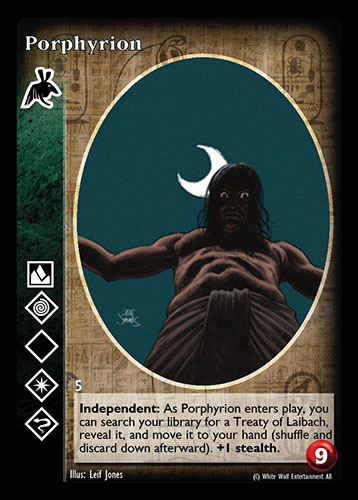 Porphyrion
LEIF
JONES
5
Independent: As Porphyrion enters play, you
can search your library for a Treaty of Laibach,
reveal it, and move it to your hand (shuffle and
discard down afterward). +1 stealth.
9
Illus: Leif Jones
(C) White Wolf Entertainment AB